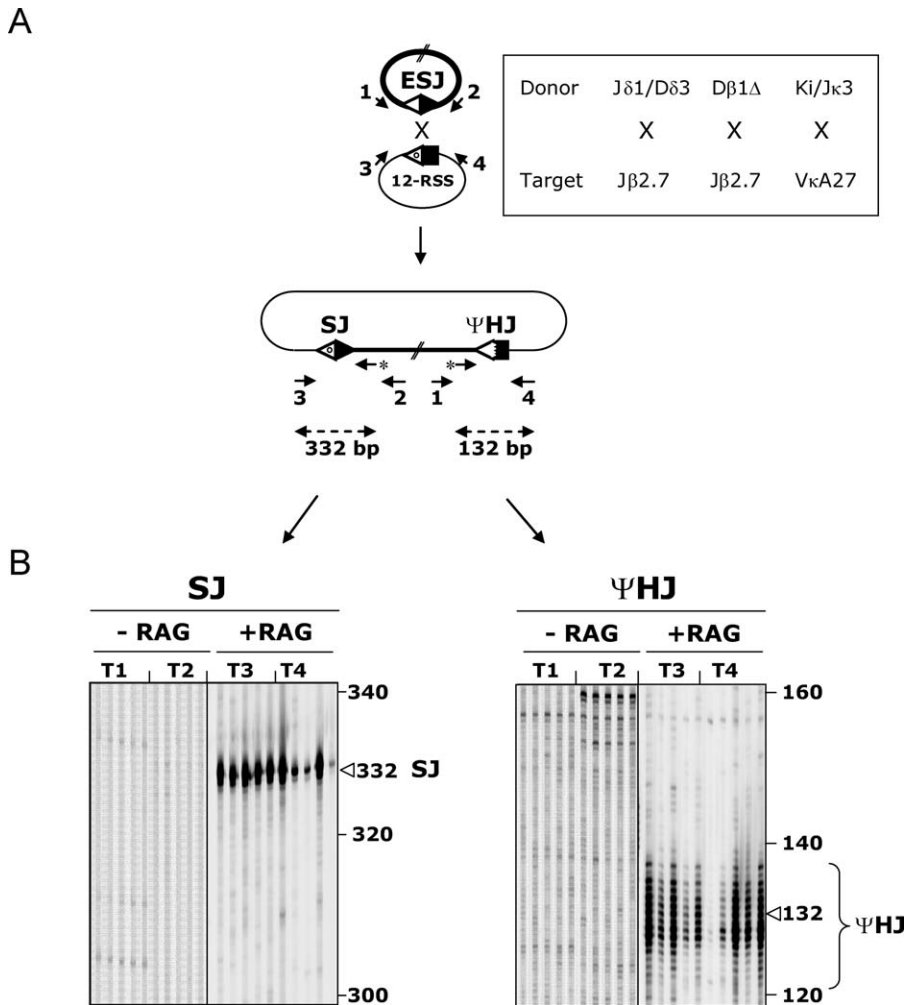 A
ESJ
1 2
X
3 4
12-RSS
Donor Jδ1/Dδ3 Dβ1Δ Ki/Jκ3
X X X
Target Jβ2.7 Jβ2.7 VκA27
SJ ΨHJ
* *
3 2 1 4
332 bp 132 bp
B
SJ
- RAG +RAG
T1 T2 T3 T4
340
332 SJ
320
300
ΨHJ
- RAG +RAG
T1 T2 T3 T4
160
140
132 ΨHJ
120